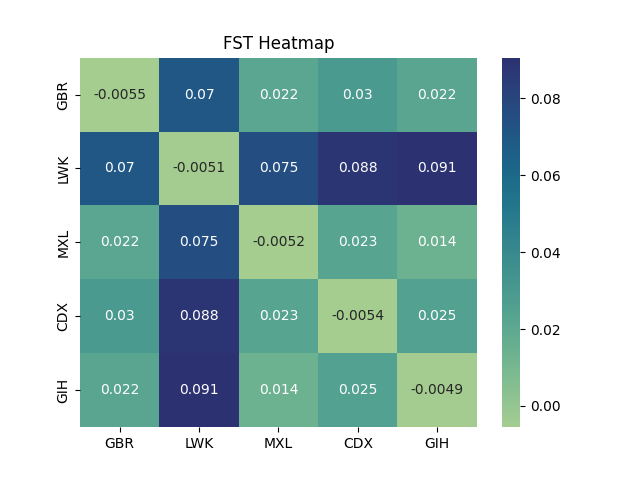 FST Heatmap
GBR -0.0055 0.07 0.022 0.03 0.022
LWK 0.07 -0.0051 0.075 0.088 0.091
MXL 0.022 0.075 -0.0052 0.023 0.014
CDX 0.03 0.088 0.023 -0.0054 0.025
GIH 0.022 0.091 0.014 0.025 -0.0049
GBR LWK MXL CDX GIH
0.08
0.06
0.04
0.02
0.00